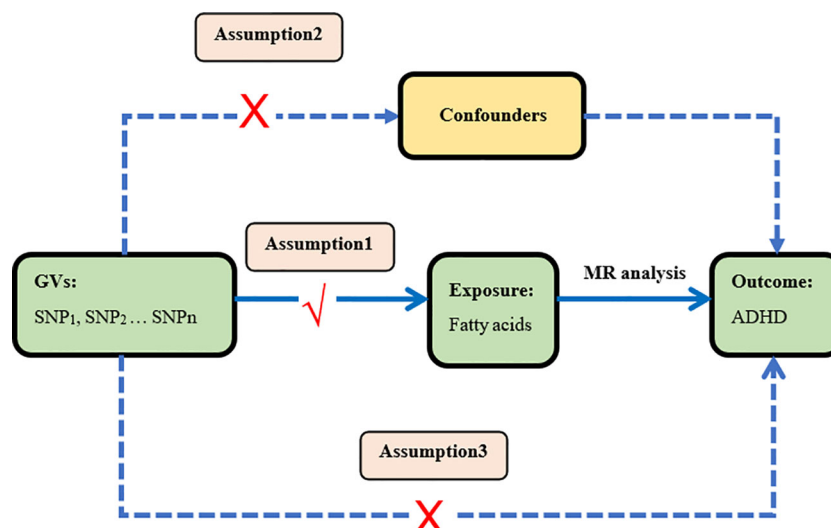 Assumption2
X
Confounders
Assumption1
GVs:
SNP₁, SNP₂ … SNPn
√
Exposure:
Fatty acids
MR analysis
Outcome:
ADHD
Assumption3
X